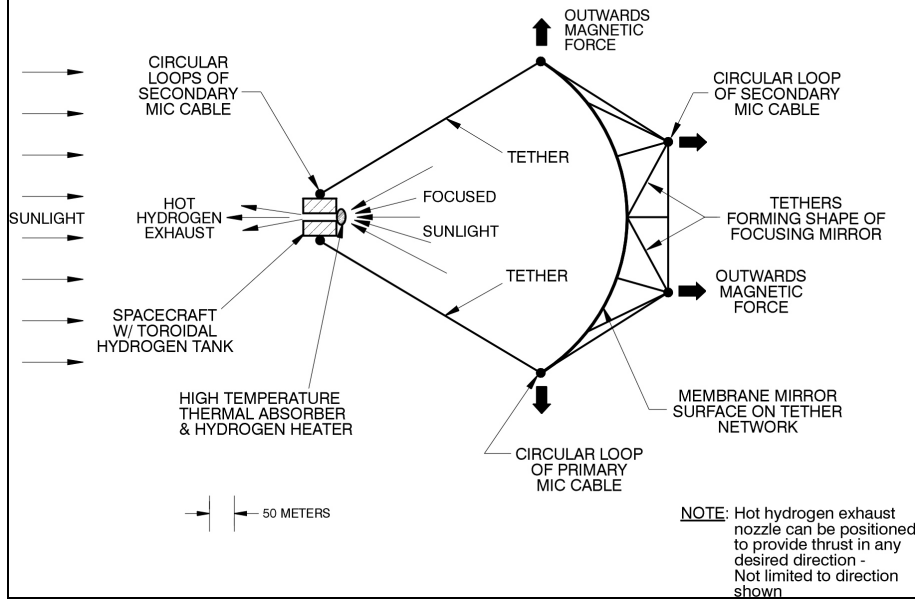 OUTWARDS
MAGNETIC
FORCE
CIRCULAR
LOOPS OF
SECONDARY
MIC CABLE
CIRCULAR LOOP
OF SECONDARY
MIC CABLE
TETHER
HOT
HYDROGEN
EXHAUST
FOCUSED
SUNLIGHT
SUNLIGHT
TETHERS
FORMING SHAPE OF
FOCUSING MIRROR
TETHER
OUTWARDS
MAGNETIC
FORCE
SPACECRAFT
W/ TOROIDAL
HYDROGEN TANK
HIGH TEMPERATURE
THERMAL ABSORBER
& HYDROGEN HEATER
MEMBRANE MIRROR
SURFACE ON TETHER
NETWORK
CIRCULAR LOOP
OF PRIMARY
MIC CABLE
50 METERS
NOTE: Hot hydrogen exhaust
nozzle can be positioned
to provide thrust in any
desired direction -
Not limited to direction
shown